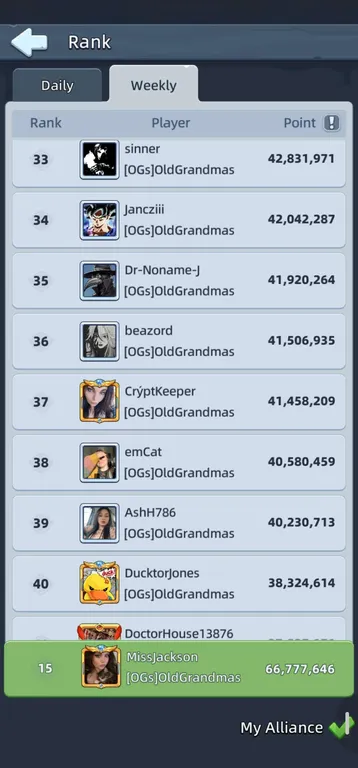 Rank
Daily
Weekly
Rank Player Point
33 sinner 42,831,971
[OGs]OldGrandmas
34 Jancziii 42,042,287
[OGs]OldGrandmas
35 Dr-Noname-J 41,920,264
[OGs]OldGrandmas
36 beazord 41,506,935
[OGs]OldGrandmas
37 CrýptKeeper 41,458,209
[OGs]OldGrandmas
38 emCat 40,580,459
[OGs]OldGrandmas
39 AshH786 40,230,713
[OGs]OldGrandmas
40 DucktorJones 38,324,614
[OGs]OldGrandmas
DoctorHouse13876
15 MissJackson 66,777,646
[OGs]OldGrandmas
My Alliance